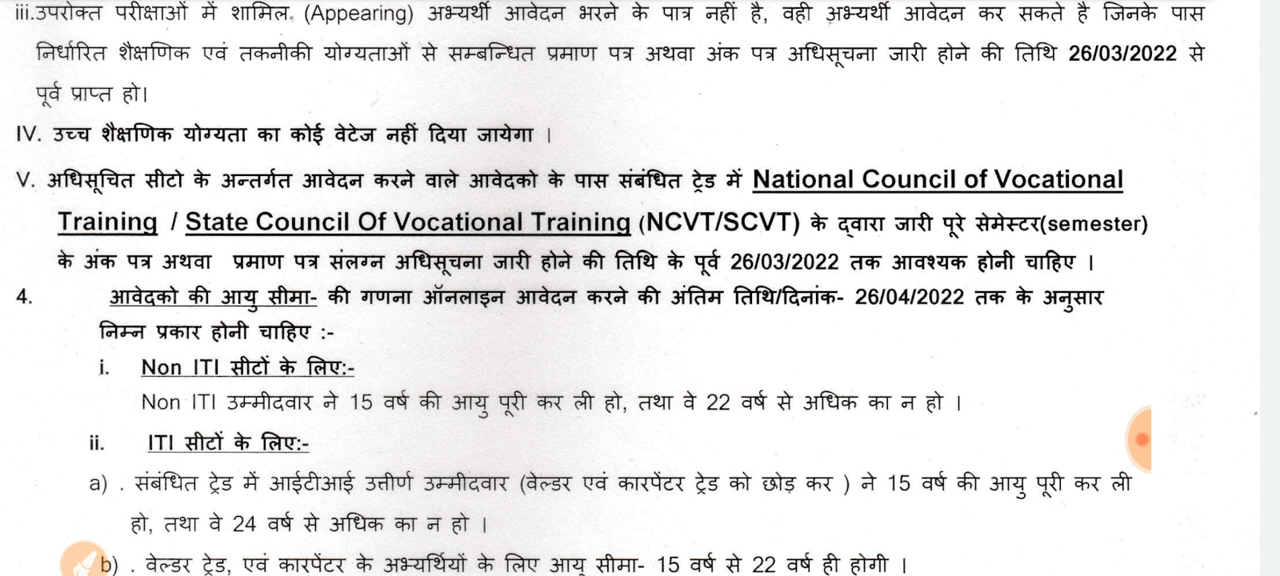 iii.उपरोक्त परीक्षाओं में शामिल. (Appearing) अभ्यर्थी आवेदन भरने के पात्र नहीं है, वही अभ्यर्थी आवेदन कर सकते है जिनके पास
निर्धारित शैक्षणिक एवं तकनीकी योग्यताओं से सम्बन्धित प्रमाण पत्र अथवा अंक पत्र अधिसूचना जारी होने की तिथि 26/03/2022 से
पूर्व प्राप्त हो।
IV. उच्च शैक्षणिक योग्यता का कोई वेटेज नहीं दिया जायेगा ।
V. अधिसूचित सीटो के अन्तर्गत आवेदन करने वाले आवेदको के पास संबंधित ट्रेड में National Council of Vocational
Training / State Council Of Vocational Training (NCVT/SCVT) के द्वारा जारी पूरे सेमेस्टर(semester)
के अंक पत्र अथवा प्रमाण पत्र संलग्न अधिसूचना जारी होने की तिथि के पूर्व 26/03/2022 तक आवश्यक होनी चाहिए ।
4. आवेदको की आयु सीमा- की गणना ऑनलाइन आवेदन करने की अंतिम तिथि/दिनांक- 26/04/2022 तक के अनुसार
निम्न प्रकार होनी चाहिए :-
i. Non ITI सीटों के लिए:-
Non ITI उम्मीदवार ने 15 वर्ष की आयु पूरी कर ली हो, तथा वे 22 वर्ष से अधिक का न हो ।
ii. ITI सीटों के लिए:-
a) . संबंधित ट्रेड में आईटीआई उत्तीर्ण उम्मीदवार (वेल्डर एवं कारपेंटर ट्रेड को छोड़ कर ) ने 15 वर्ष की आयु पूरी कर ली
हो, तथा वे 24 वर्ष से अधिक का न हो ।
b) . वेल्डर ट्रेड, एवं कारपेंटर के अभ्यर्थियों के लिए आयु सीमा- 15 वर्ष से 22 वर्ष ही होगी ।